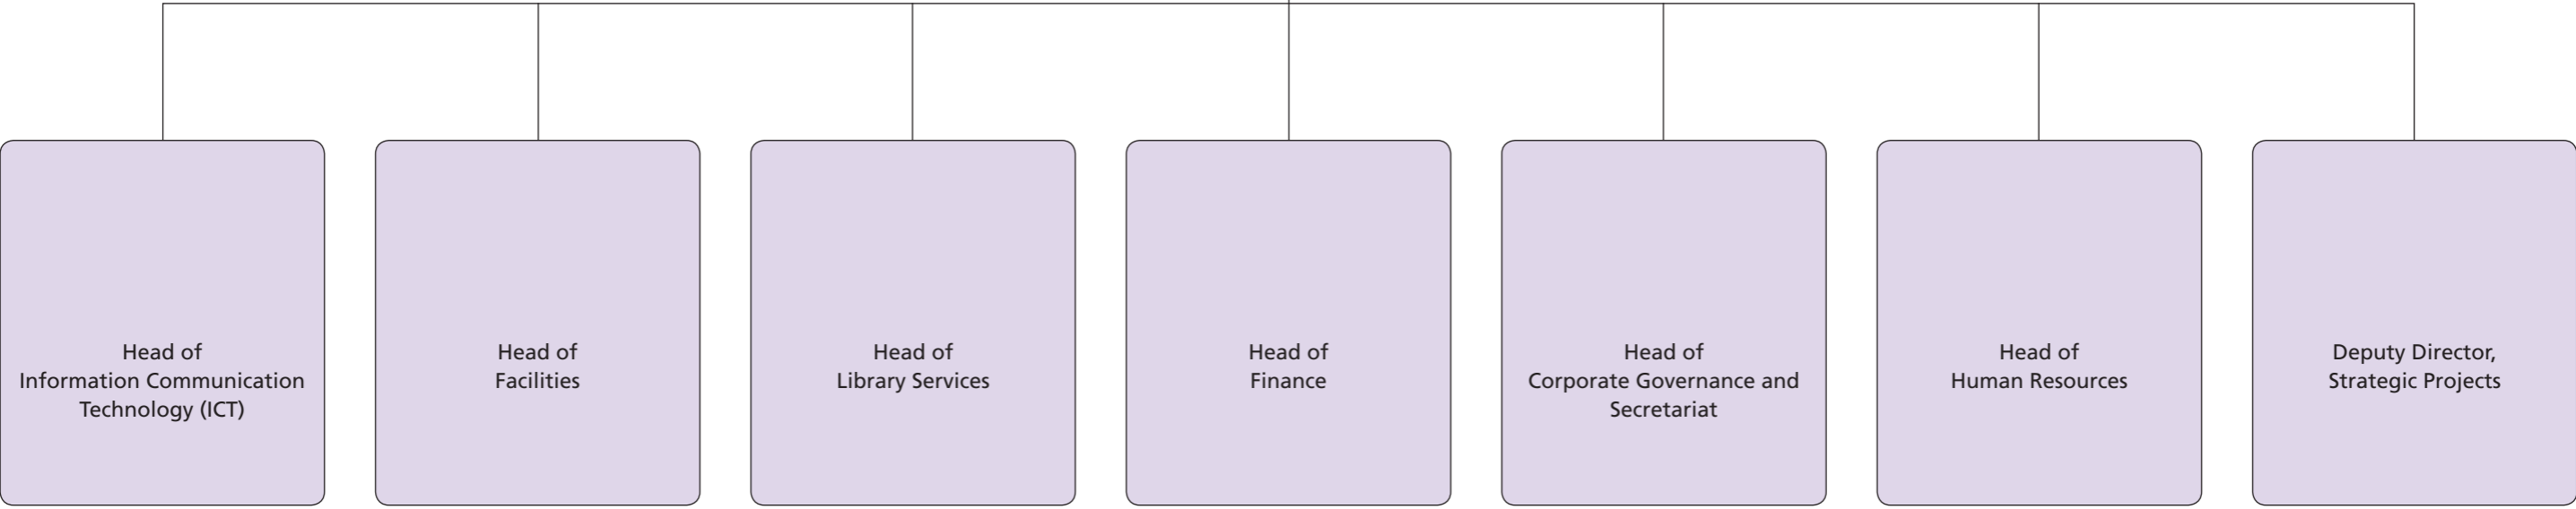 Head of
Information Communication
Technology (ICT)
Head of
Facilities
Head of
Library Services
Head of
Finance
Head of
Corporate Governance and
Secretariat
Head of
Human Resources
Deputy Director,
Strategic Projects